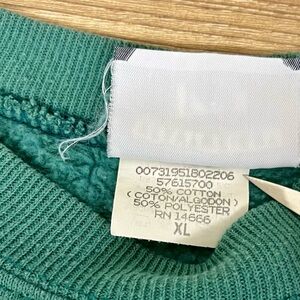 00731951802206
57615700
50% COTTON
( COTON/ALGODON )
50% POLYESTER
RN 14666
XL